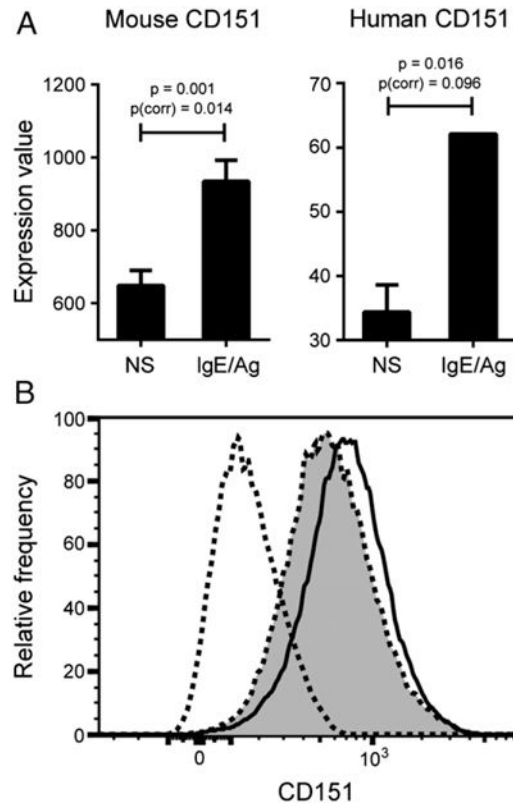 A
Mouse CD151
Human CD151
p = 0.001
p(corr) = 0.014
Expression value
1200
1000
800
600
NS
IgE/Ag
p = 0.016
p(corr) = 0.096
70
60
50
40
30
NS
IgE/Ag
B
Relative frequency
100
80
60
40
20
0
0
10³
CD151